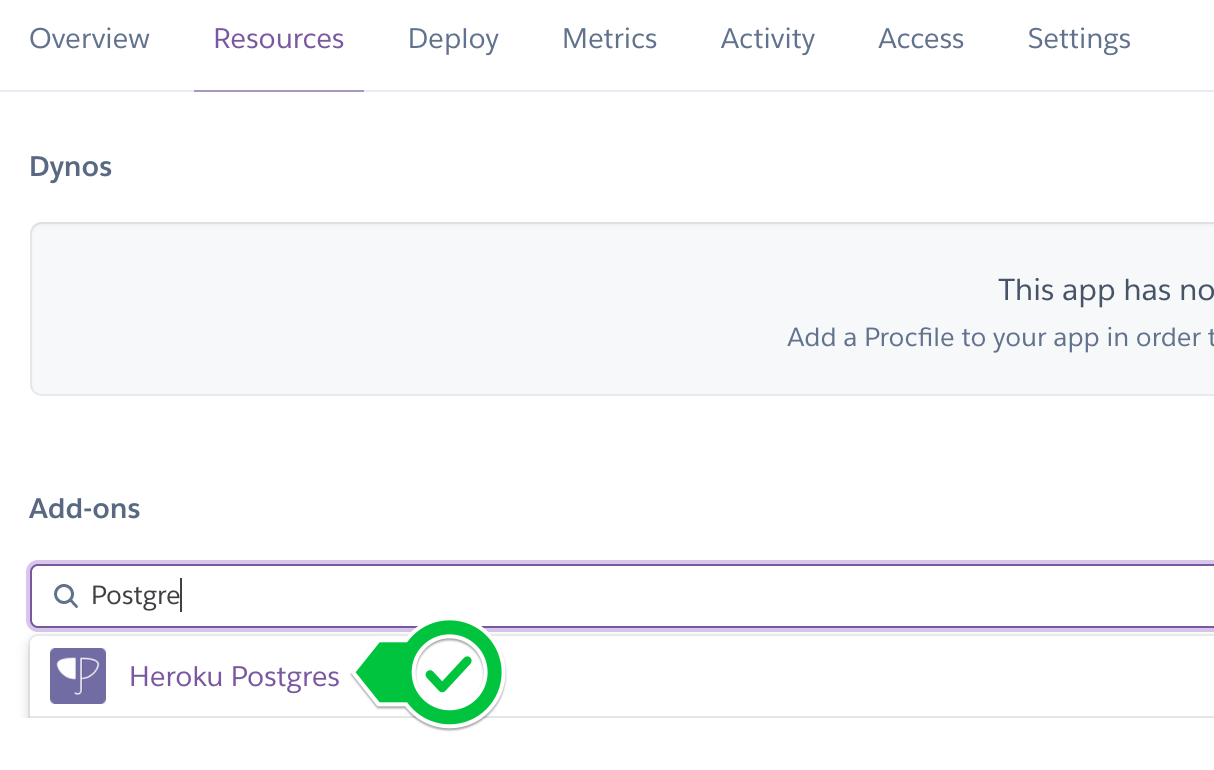 Overview Resources Deploy Metrics Activity Access Settings
Dynos
This app has no
Add a Procfile to your app in order t
Add-ons
Postgre
Heroku Postgres